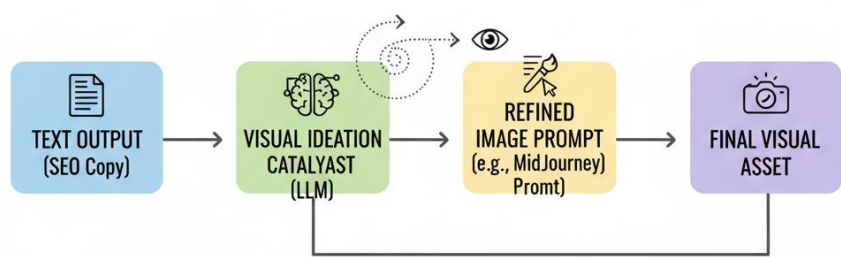 TEXT OUTPUT
(SEO Copy)
VISUAL IDEATION
CATALYAST
(LLM)
REFINED
IMAGE PROMPT
(e.g., MidJourney)
Promt)
FINAL VISUAL
ASSET